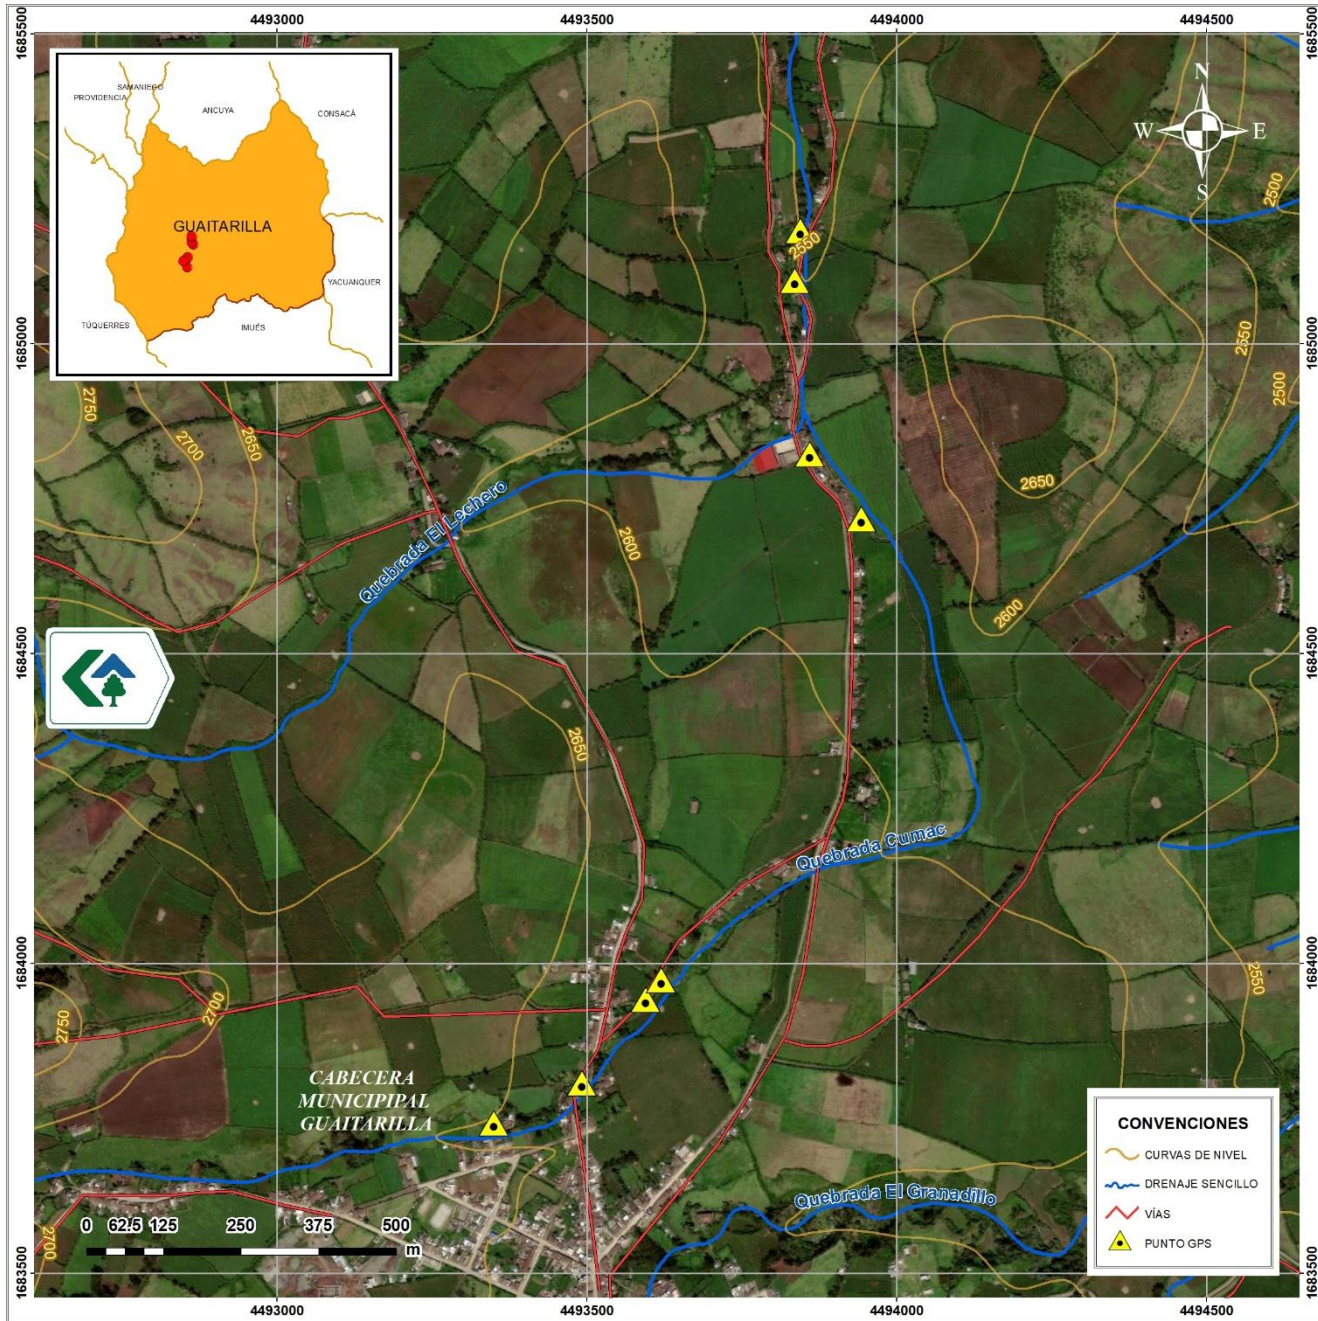 4493000
4493500
4494000
4494500
1685500
1685500
SAMANIEGO
PROVIDENCIA
ANCUYA
CONSACÁ
GUAITARILLA
YACUANQUER
TÚQUERRES
IMUÉS
N
W
E
S
2500
2550
2550
1685000
1685000
2500
2750
2700
2650
2650
Quebrada El Lechero
2600
2600
1684500
1684500
2650
Quebrada Cumac
1684000
1684000
2550
2700
2750
CABECERA
MUNICIPIPAL
GUAITARILLA
Quebrada El Granadillo
2700
0 62.5 125 250 375 500
m
CONVENCIONES
CURVAS DE NIVEL
DRENAJE SENCILLO
VÍAS
PUNTO GPS
1683500
1683500
4493000
4493500
4494000
4494500